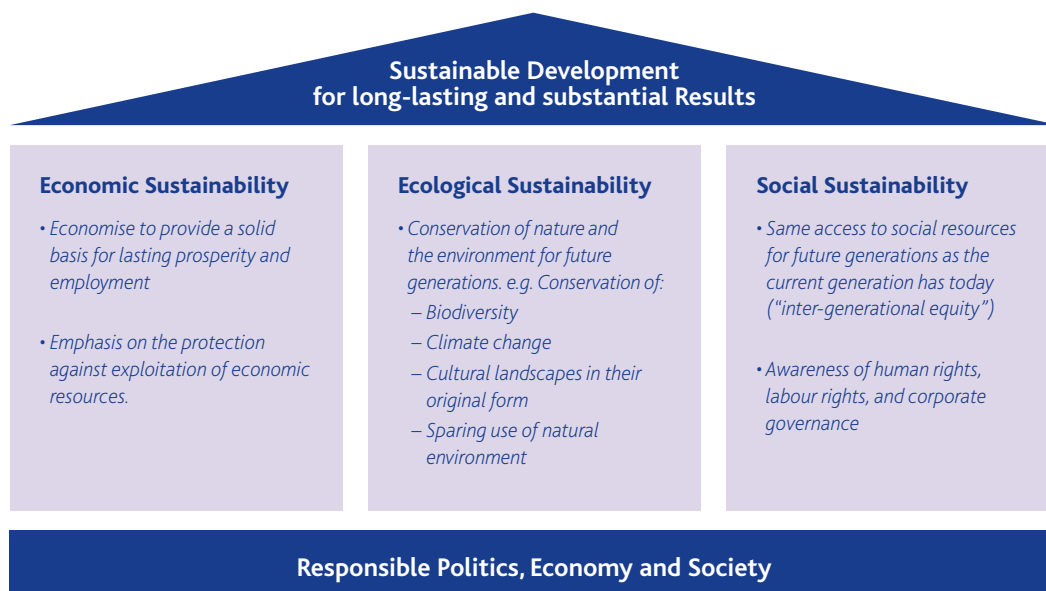 Sustainable Development
for long-lasting and substantial Results
Economic Sustainability
• Economise to provide a solid
basis for lasting prosperity and
employment
• Emphasis on the protection
against exploitation of economic
resources.
Ecological Sustainability
• Conservation of nature and
the environment for future
generations. e.g. Conservation of:
– Biodiversity
– Climate change
– Cultural landscapes in their
original form
– Sparing use of natural
environment
Social Sustainability
• Same access to social resources
for future generations as the
current generation has today
(“inter-generational equity”)
• Awareness of human rights,
labour rights, and corporate
governance
Responsible Politics, Economy and Society